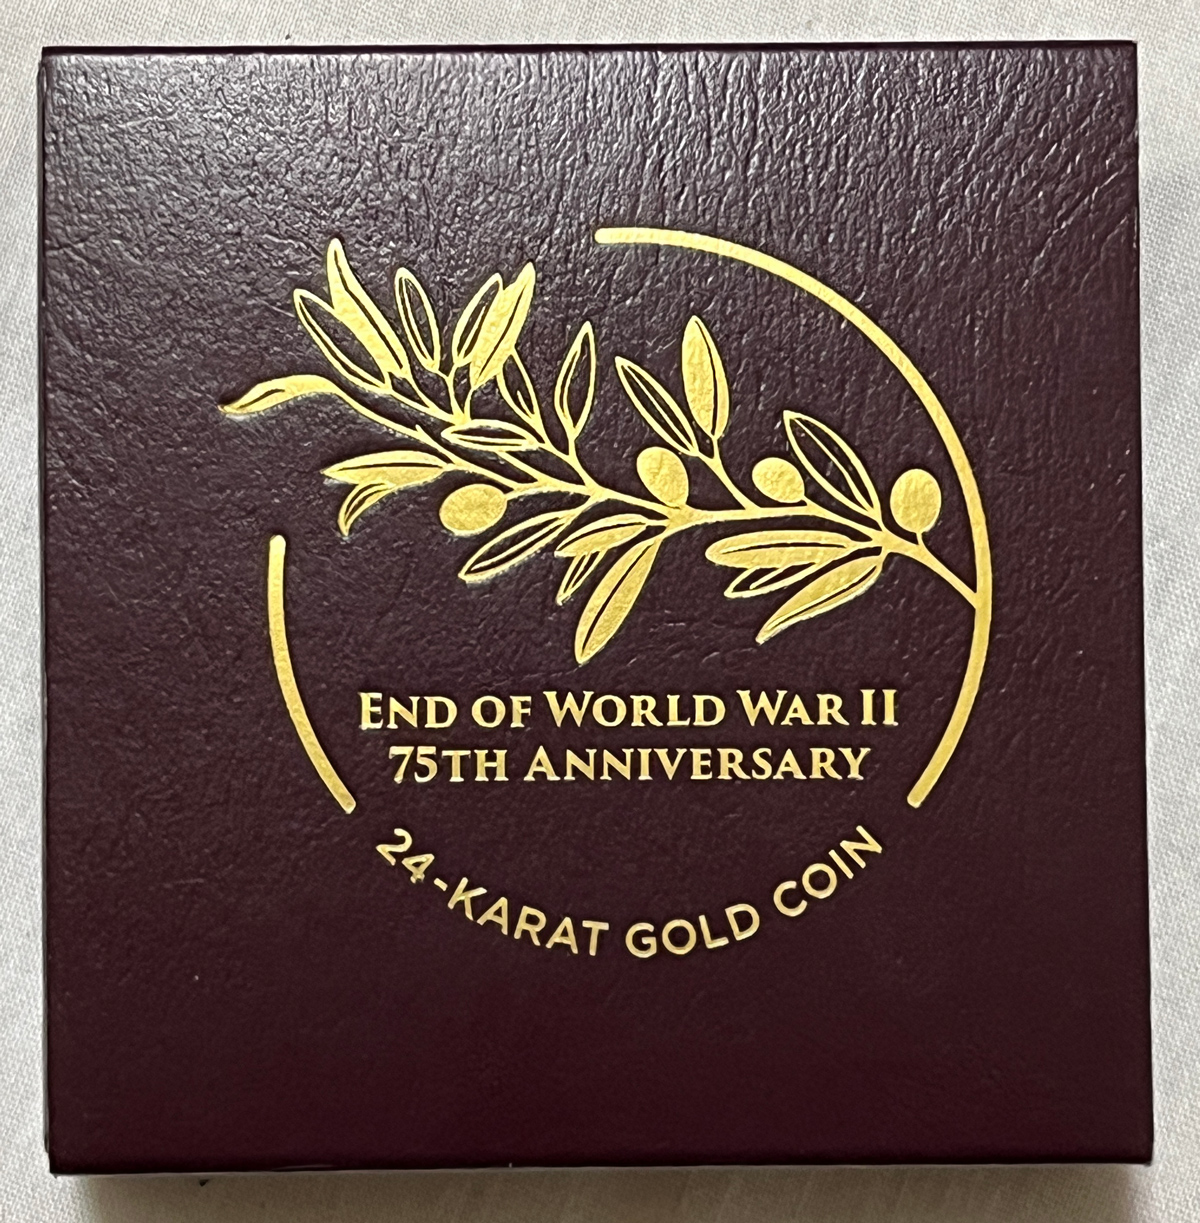 End of World War II
75th Anniversary
24-KARAT GOLD COIN